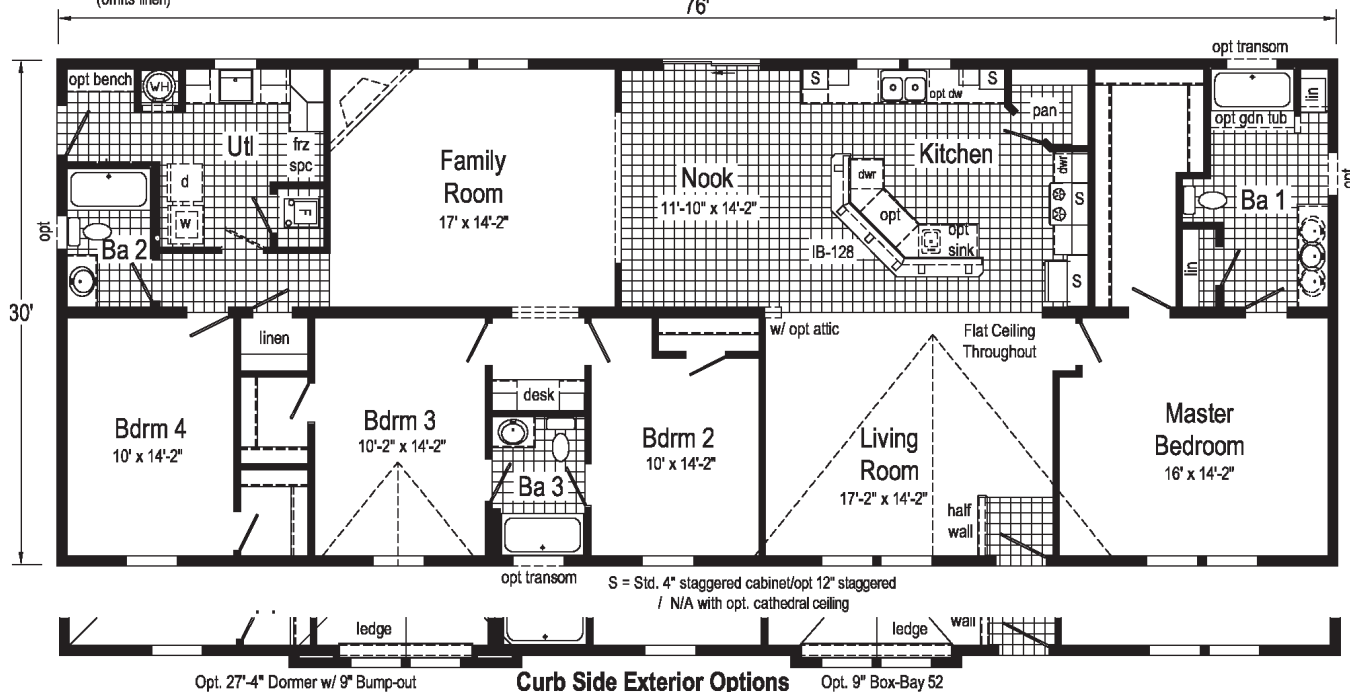 (omits linen)
76'
opt transom
opt bench
WH
S
S
opt dw
pan
lin
opt gdn tub
Utl
frz
spc
Family
Room
17' x 14'-2"
Nook
11'-10" x 14'-2"
Kitchen
dwr
dwr
S
Ba 1
opt
d
w
F
opt
opt
sink
IB-128
S
lin
opt
Ba 2
30'
linen
w/ opt attic
Flat Ceiling
Throughout
desk
Bdrm 4
10' x 14'-2"
Bdrm 3
10'-2" x 14'-2"
Ba 3
Bdrm 2
10' x 14'-2"
Living
Room
17'-2" x 14'-2"
half
wall
Master
Bedroom
16' x 14'-2"
opt transom
S = Std. 4" staggered cabinet/opt 12" staggered
/ N/A with opt. cathedral ceiling
ledge
ledge
wall
Opt. 27'-4" Dormer w/ 9" Bump-out
Curb Side Exterior Options
Opt. 9" Box-Bay 52